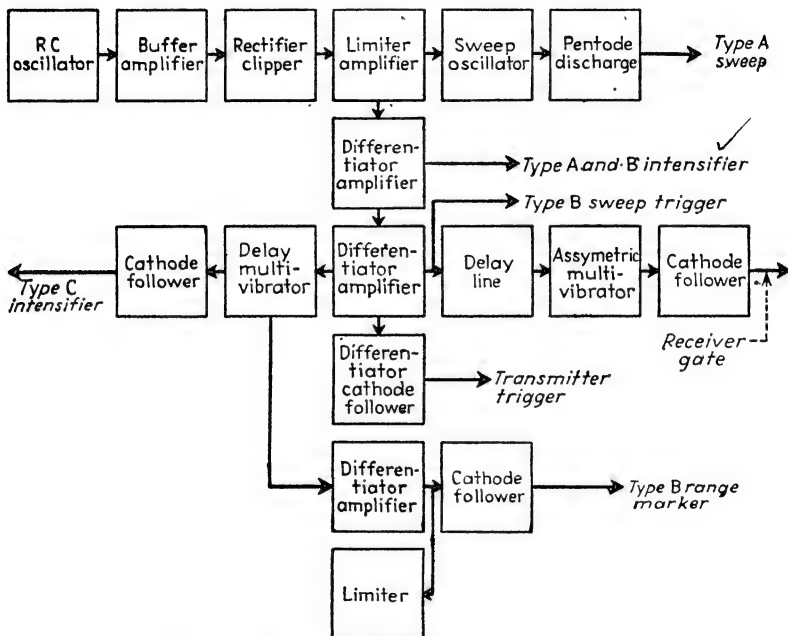 RC
oscillator
Buffer
amplifier
Rectifier
clipper
Limiter
amplifier
Sweep
oscillator
Pentode
discharge
Type A
sweep
Differen-
tiator
amplifier
Type A and B intensifier
Type B sweep trigger
Type C
intensifier
Cathode
follower
Delay
multi-
vibrator
Differen-
tiator
amplifier
Delay
line
Assymetric
multi-
vibrator
Cathode
follower
Receiver
gate
Differen-
tiator
cathode
follower
Transmitter
trigger
Differen-
tiator
amplifier
Cathode
follower
Type B range
marker
Limiter